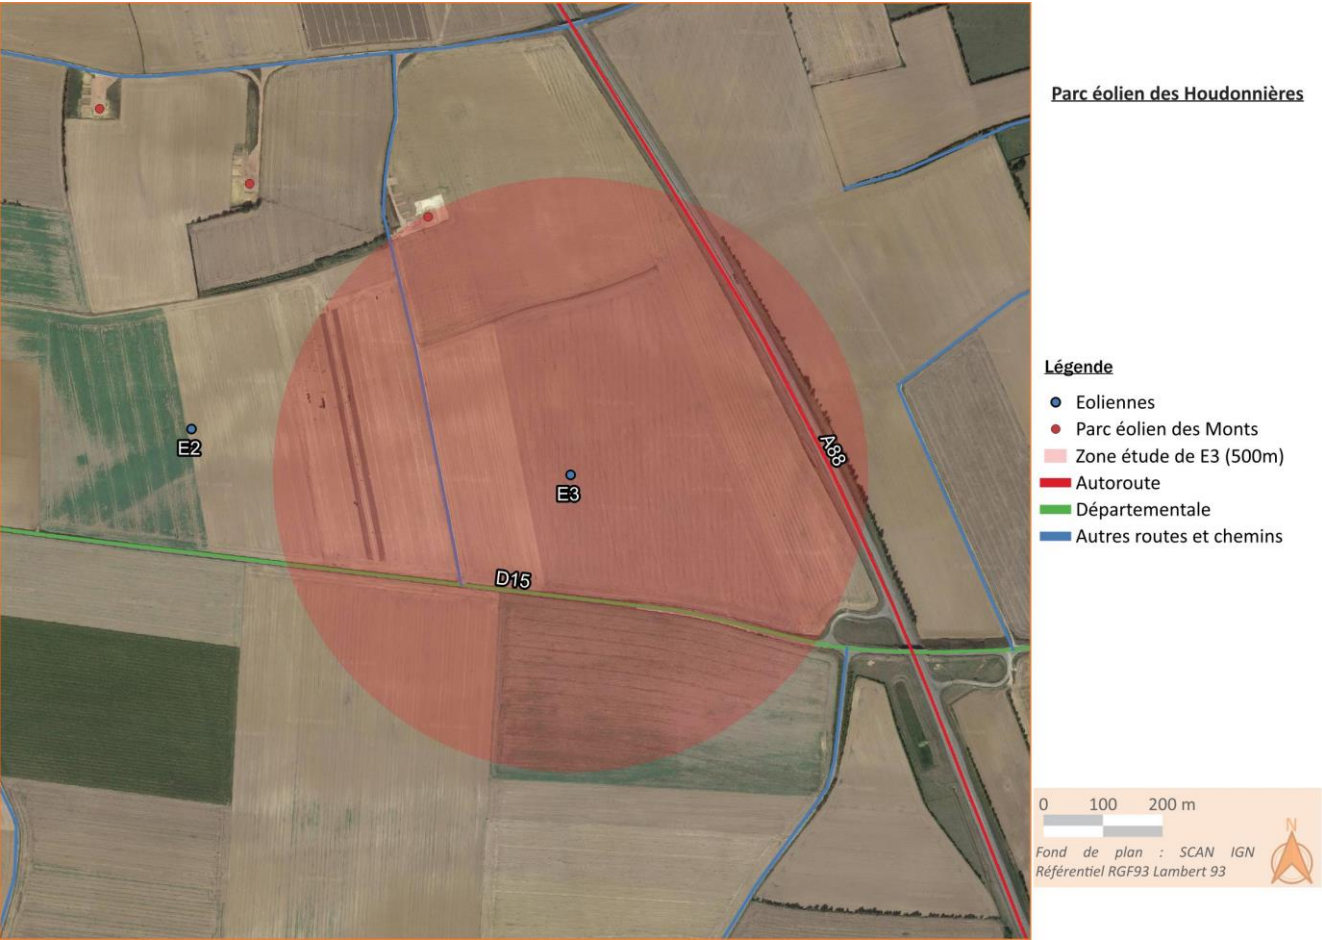 Parc éolien des Houdonnières
E2
E3
A88
D15
Légende
Eoliennes
Parc éolien des Monts
Zone étude de E3 (500m)
Autoroute
Départementale
Autres routes et chemins
0 100 200 m
N
Fond de plan : SCAN IGN
Référentiel RGF93 Lambert 93